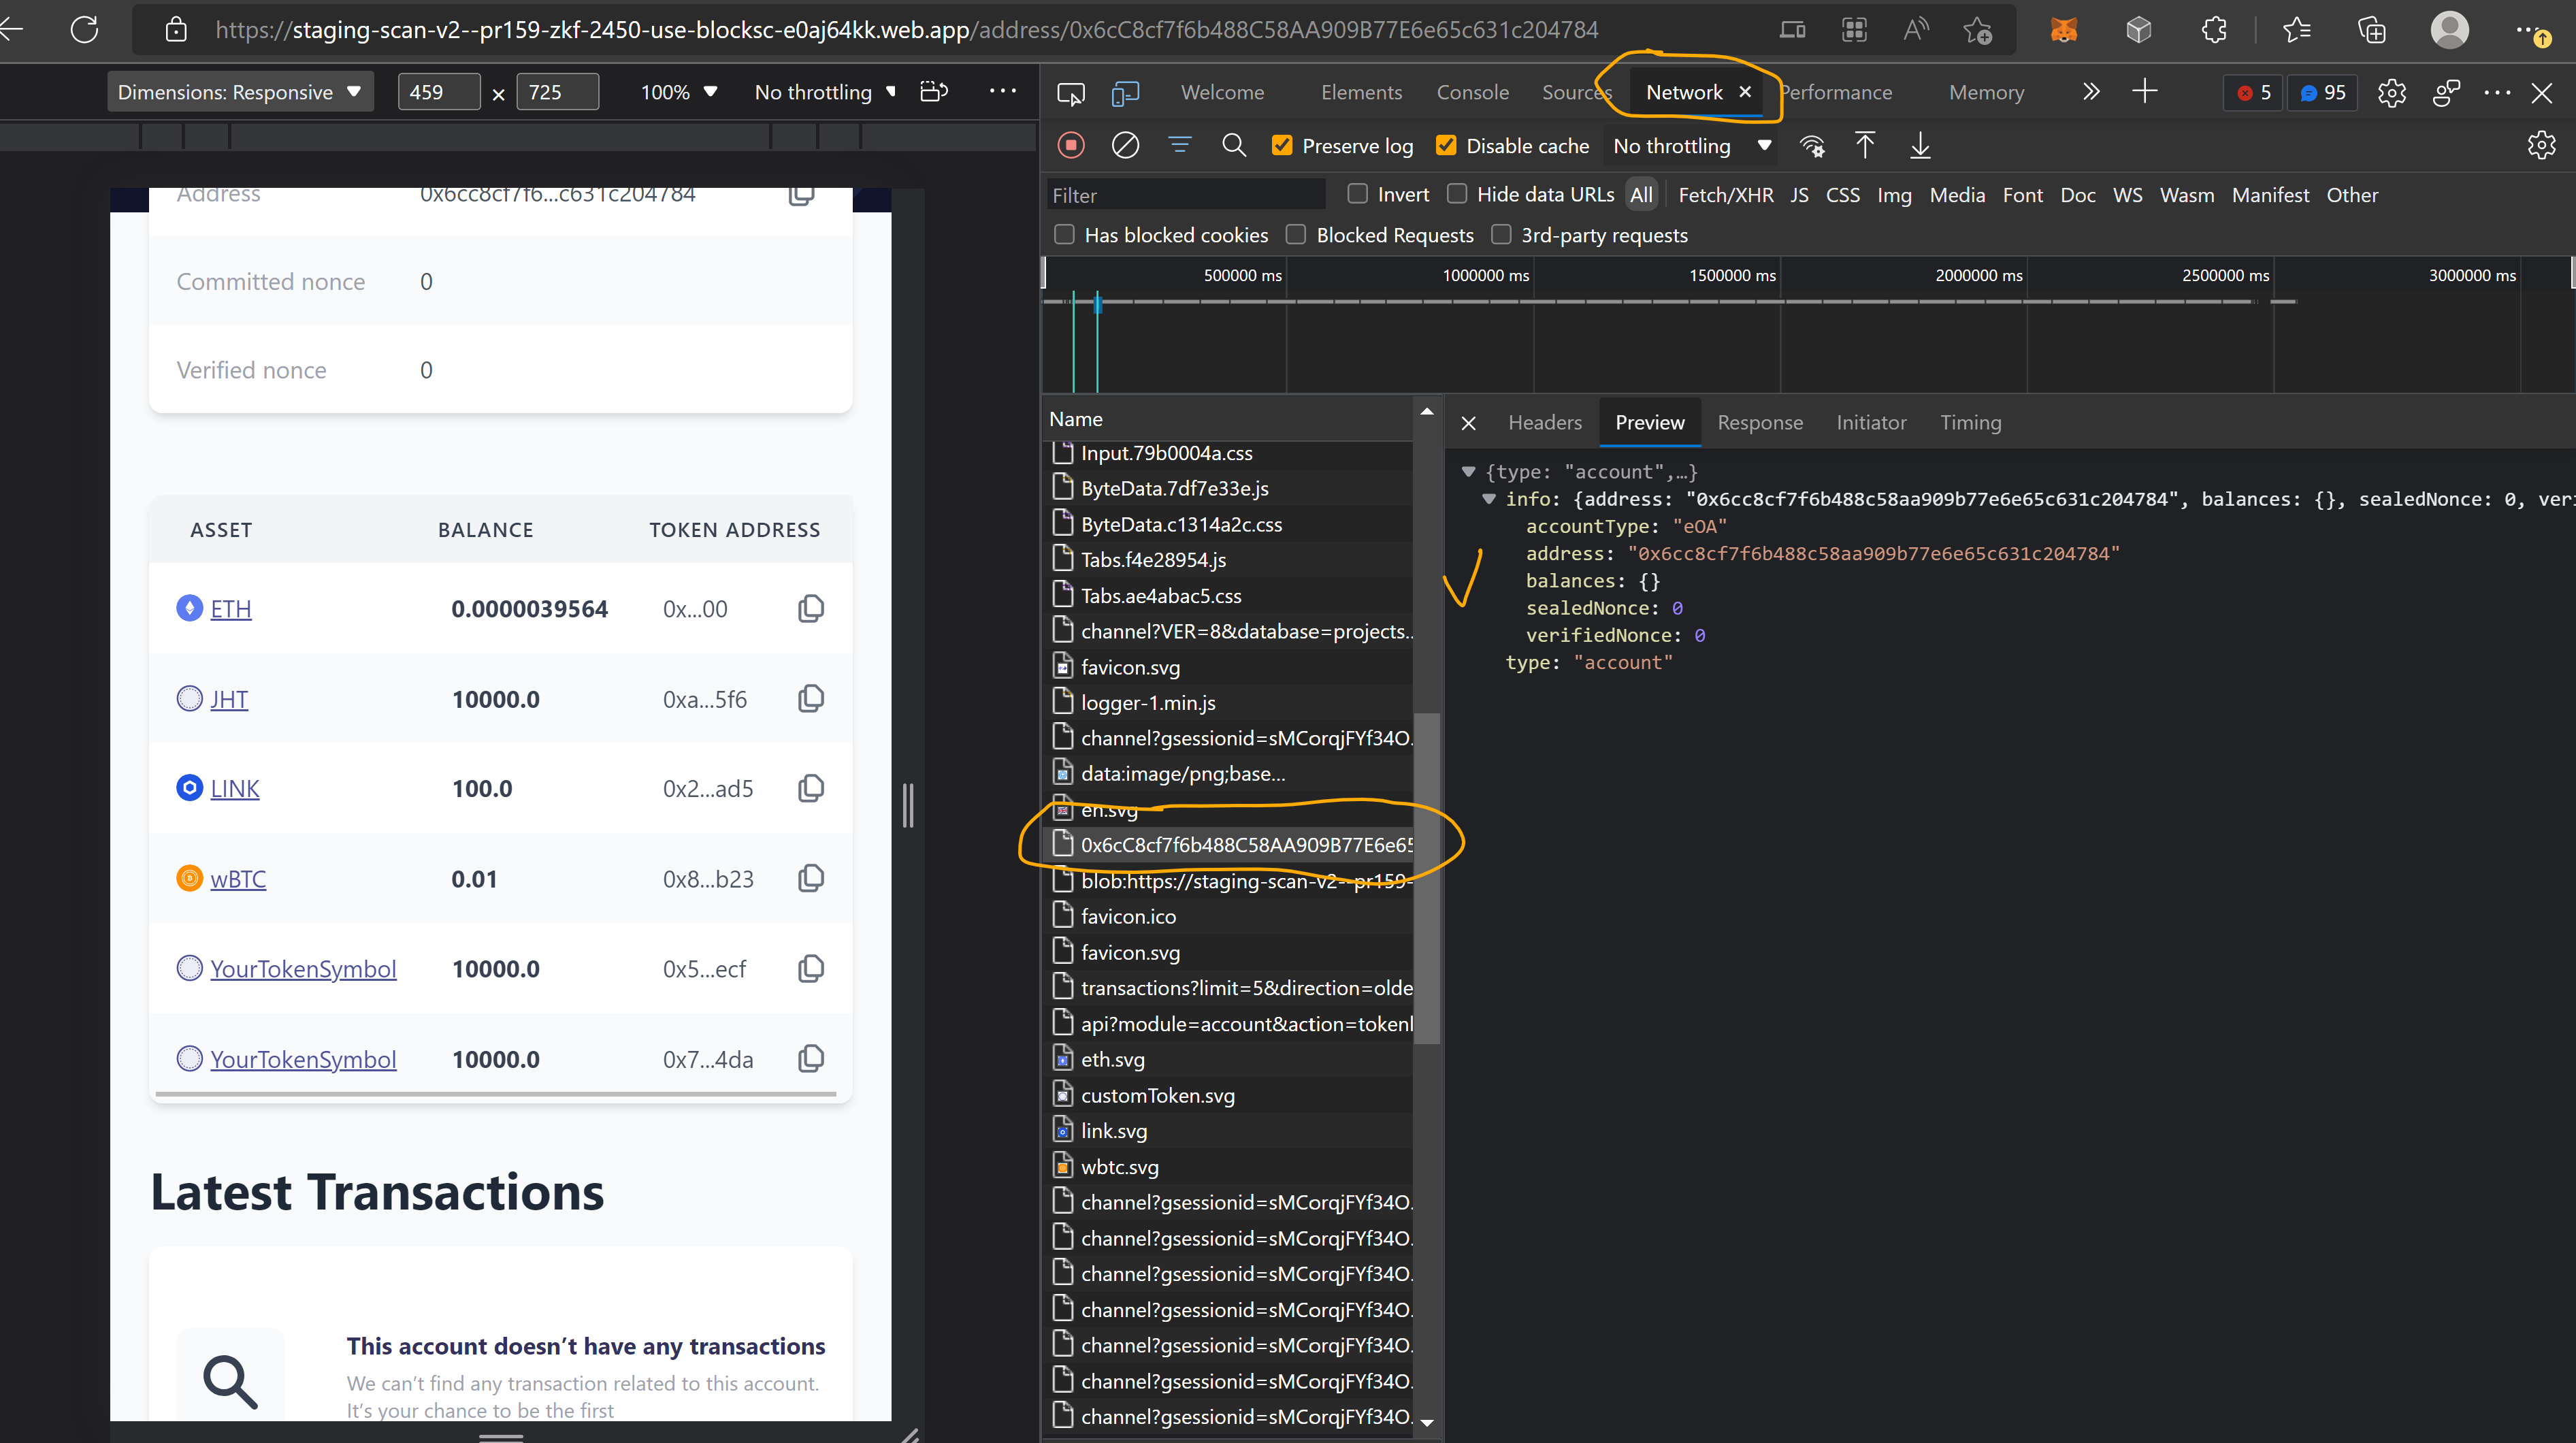 https://staging-scan-v2--pr159-zkf-2450-use-blocksc-e0aj64kk.web.app/address/0x6cC8cf7f6b488C58AA909B77E6e65c631c204784
Dimensions: Responsive 459 × 725 100% No throttling
Address 0x6cc8cf7f6...c631c204784
Committed nonce 0
Verified nonce 0
ASSET BALANCE TOKEN ADDRESS
ETH 0.0000039564 0x...00
JHT 10000.0 0xa...5f6
LINK 100.0 0x2...ad5
wBTC 0.01 0x8...b23
YourTokenSymbol 10000.0 0x5...ecf
YourTokenSymbol 10000.0 0x7...4da
Latest Transactions
This account doesn’t have any transactions
We can’t find any transaction related to this account.
It’s your chance to be the first
Welcome Elements Console Sources Network Performance Memory 5 95
Preserve log Disable cache No throttling
Filter Invert Hide data URLs All Fetch/XHR JS CSS Img Media Font Doc WS Wasm Manifest Other
Has blocked cookies Blocked Requests 3rd-party requests
500000 ms 1000000 ms 1500000 ms 2000000 ms 2500000 ms 3000000 ms
Name
Input.79b0004a.css
ByteData.7df7e33e.js
ByteData.c1314a2c.css
Tabs.f4e28954.js
Tabs.ae4abac5.css
channel?VER=8&database=projects...
favicon.svg
logger-1.min.js
channel?gsessionid=sMCorqjFYf34O.
data:image/png;base...
en.svg
0x6cC8cf7f6b488C58AA909B77E6e65
blob:https://staging-scan-v2--pr159-
favicon.ico
favicon.svg
transactions?limit=5&direction=olde
api?module=account&action=tokenl
eth.svg
customToken.svg
link.svg
wbtc.svg
channel?gsessionid=sMCorqjFYf34O.
channel?gsessionid=sMCorqjFYf34O.
channel?gsessionid=sMCorqjFYf34O.
channel?gsessionid=sMCorqjFYf34O.
channel?gsessionid=sMCorqjFYf34O.
channel?gsessionid=sMCorqjFYf34O.
channel?gsessionid=sMCorqjFYf34O.
Headers Preview Response Initiator Timing
{type: "account",…}
info: {address: "0x6cc8cf7f6b488c58aa909b77e6e65c631c204784", balances: {}, sealedNonce: 0, veri
accountType: "eOA"
address: "0x6cc8cf7f6b488c58aa909b77e6e65c631c204784"
balances: {}
sealedNonce: 0
verifiedNonce: 0
type: "account"